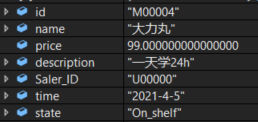 id "M00004"
name "大力丸"
price 99.000000000000000
description "一天学24h"
Saler_ID "U00000"
time "2021-4-5"
state "On_shelf"